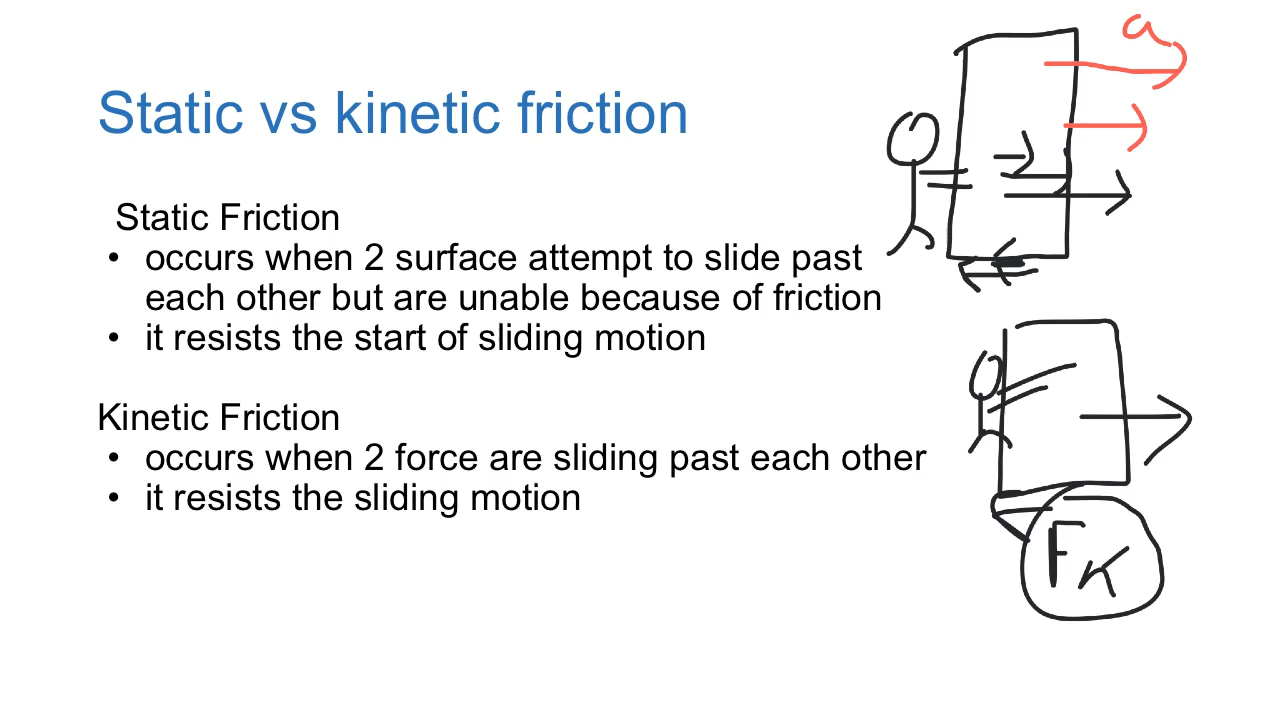 Static vs kinetic friction
Static Friction
• occurs when 2 surface attempt to slide past
each other but are unable because of friction
• it resists the start of sliding motion
Kinetic Friction
• occurs when 2 force are sliding past each other
• it resists the sliding motion
a
FK